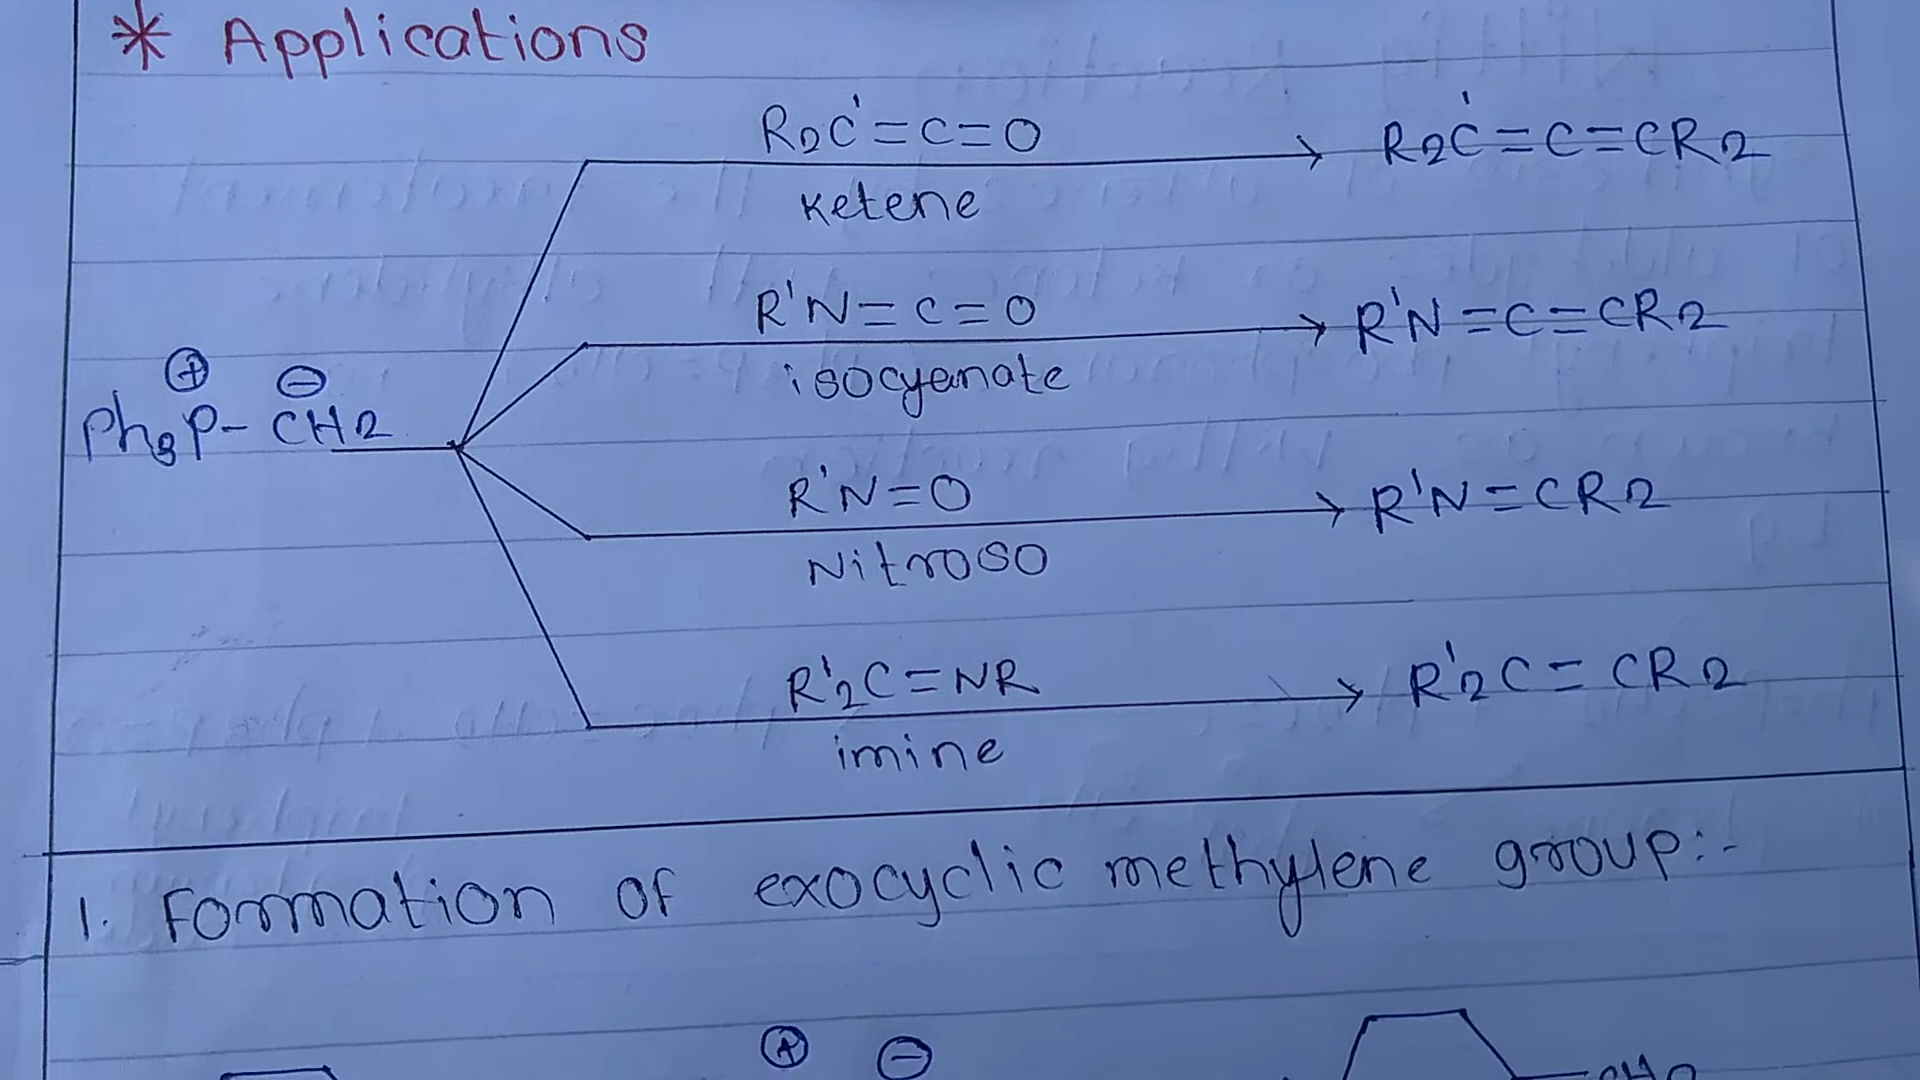 * Applications
R2C'=C=O
R2C'=C=CR2
ketene
R'N=C=O
R'N=C=CR2
isocyanate
⊕ ⊖
Ph3P-CH2
R'N=O
R'N=CR2
Nitroso
R'2C=NR
R'2C=CR2
imine
1. Formation of exocyclic methylene group:-
⊕ ⊖